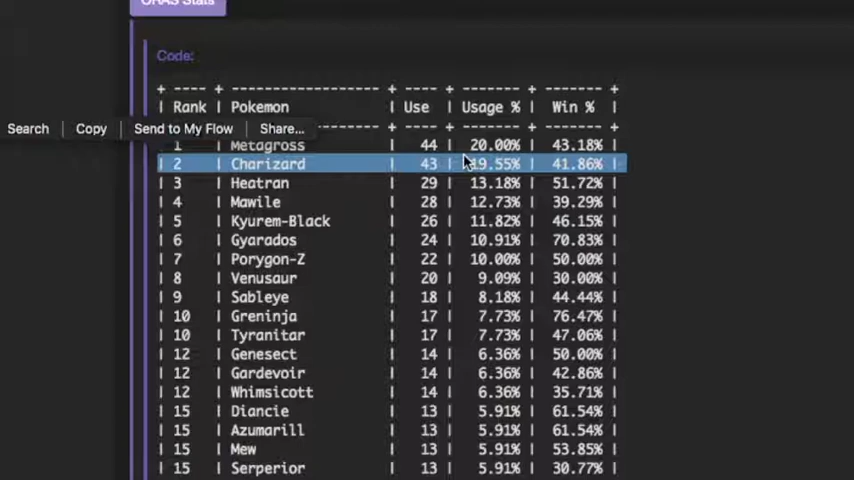 ORAS Stats
Code:
+ ---- + ------------------ + ---- + ------- + ------- +
| Rank | Pokemon | Use | Usage % | Win % |
Search | Copy | Send to My Flow | Share...
------- + ---- + ------- + ------- +
| 1 | Metagross | 44 | 20.00% | 43.18% |
| 2 | Charizard | 43 | 19.55% | 41.86% |
| 3 | Heatran | 29 | 13.18% | 51.72% |
| 4 | Mawile | 28 | 12.73% | 39.29% |
| 5 | Kyurem-Black | 26 | 11.82% | 46.15% |
| 6 | Gyarados | 24 | 10.91% | 70.83% |
| 7 | Porygon-Z | 22 | 10.00% | 50.00% |
| 8 | Venusaur | 20 | 9.09% | 30.00% |
| 9 | Sableye | 18 | 8.18% | 44.44% |
| 10 | Greninja | 17 | 7.73% | 76.47% |
| 10 | Tyranitar | 17 | 7.73% | 47.06% |
| 12 | Genesect | 14 | 6.36% | 50.00% |
| 12 | Gardevoir | 14 | 6.36% | 42.86% |
| 12 | Whimsicott | 14 | 6.36% | 35.71% |
| 15 | Diancie | 13 | 5.91% | 61.54% |
| 15 | Azumarill | 13 | 5.91% | 61.54% |
| 15 | Mew | 13 | 5.91% | 53.85% |
| 15 | Serperior | 13 | 5.91% | 30.77% |